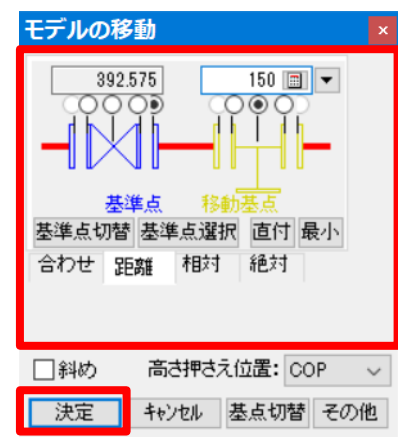 モデルの移動 ×
392.575 150
基準点 移動基点
基準点切替 基準点選択 直付 最小
合わせ 距離 相対 絶対
斜め 高さ押さえ位置: COP
決定 ｷｬﾝｾﾙ 基点切替 その他